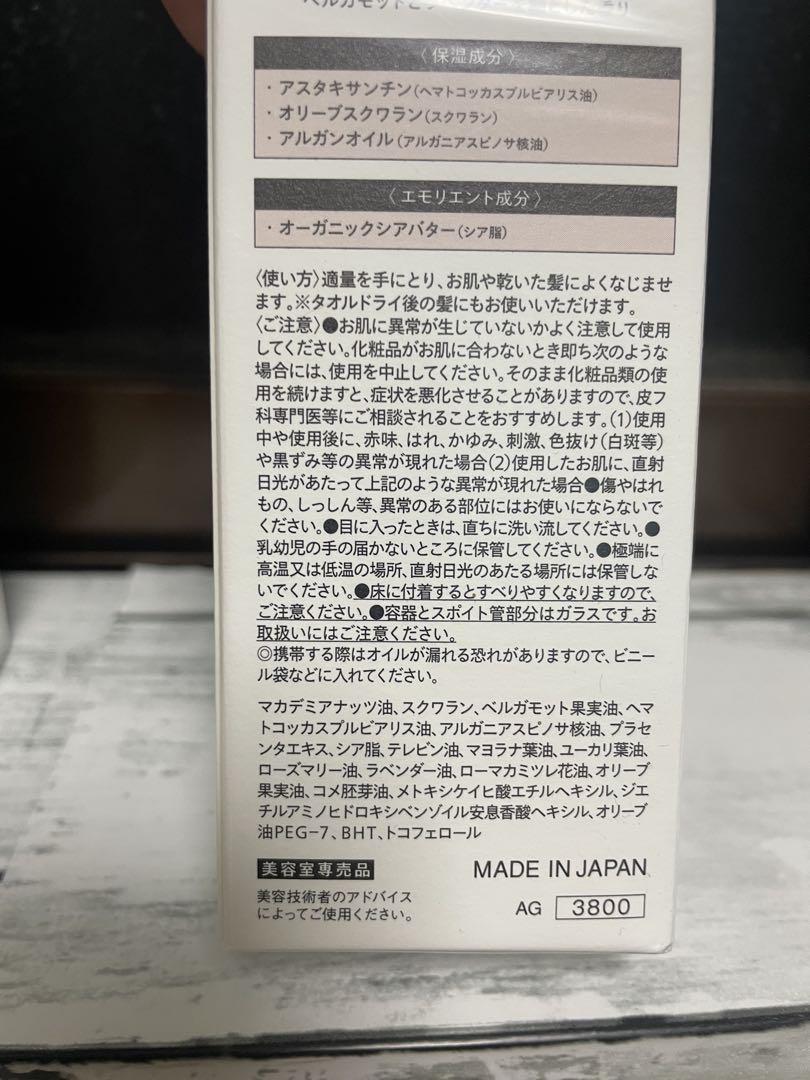 〈保湿成分〉
・アスタキサンチン(ヘマトコッカスプルビアリス油)
・オリーブスクワラン(スクワラン)
・アルガンオイル(アルガニアスピノサ核油)
〈エモリエント成分〉
・オーガニックシアバター(シア脂)
〈使い方〉適量を手にとり、お肌や乾いた髪によくなじませ
ます。※タオルドライ後の髪にもお使いいただけます。
〈ご注意〉●お肌に異常が生じていないかよく注意して使用
してください。化粧品がお肌に合わないとき即ち次のような
場合には、使用を中止してください。そのまま化粧品類の使
用を続けますと、症状を悪化させることがありますので、皮フ
科専門医等にご相談されることをおすすめします。(1)使用
中や使用後に、赤味、はれ、かゆみ、刺激、色抜け(白斑等)
や黒ずみ等の異常が現れた場合(2)使用したお肌に、直射
日光があたって上記のような異常が現れた場合●傷やはれ
もの、しっしん等、異常のある部位にはお使いにならないで
ください。●目に入ったときは、直ちに洗い流してください。●
乳幼児の手の届かないところに保管してください。●極端に
高温又は低温の場所、直射日光のあたる場所には保管しな
いでください。●床に付着するとすべりやすくなりますので、
ご注意ください。●容器とスポイト管部分はガラスです。お
取扱いにはご注意ください。
◎携帯する際はオイルが漏れる恐れがありますので、ビニー
ル袋などに入れてください。
マカデミアナッツ油、スクワラン、ベルガモット果実油、ヘマ
トコッカスプルビアリス油、アルガニアスピノサ核油、プラセ
ンタエキス、シア脂、テレビン油、マヨラナ葉油、ユーカリ葉油、
ローズマリー油、ラベンダー油、ローマカミツレ花油、オリーブ
果実油、コメ胚芽油、メトキシケイヒ酸エチルヘキシル、ジエ
チルアミノヒドロキシベンゾイル安息香酸ヘキシル、オリーブ
油PEG-7、BHT、トコフェロール
美容室専売品
MADE IN JAPAN
美容技術者のアドバイス
によってご使用ください。
AG 3800